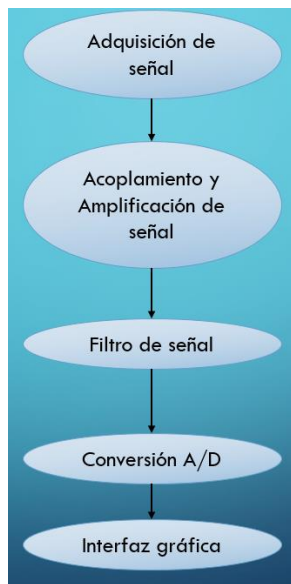 Adquisición de
señal
Acoplamiento y
Amplificación de
señal
Filtro de señal
Conversión A/D
Interfaz gráfica